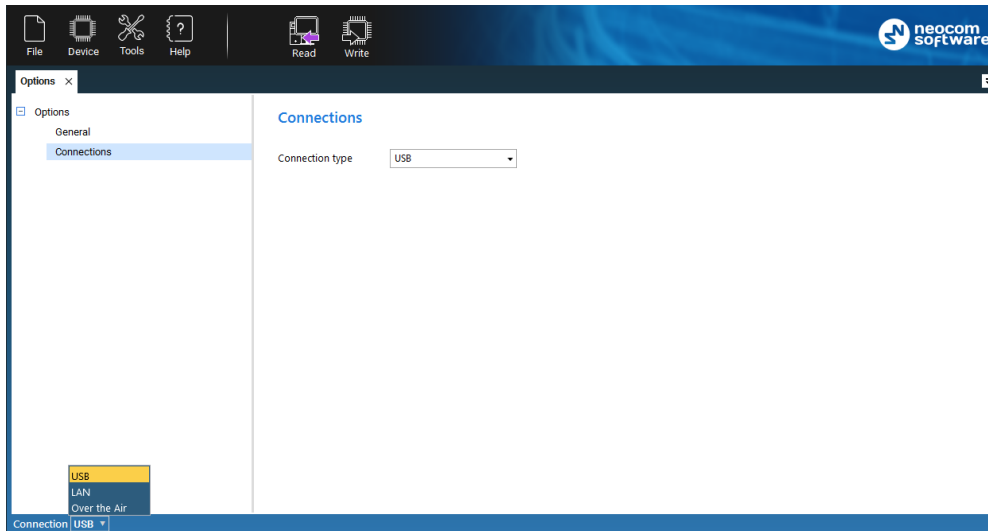 File Device Tools Help Read Write
neocom
software
Options ×
Options
General
Connections
Connections
Connection type USB
USB
LAN
Over the Air
Connection USB